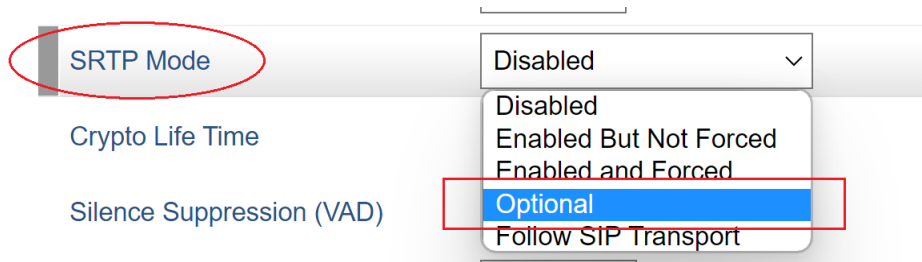 SRTP Mode
Disabled
Disabled
Enabled But Not Forced
Crypto Life Time
Enabled and Forced
Optional
Silence Suppression (VAD)
Follow SIP Transport